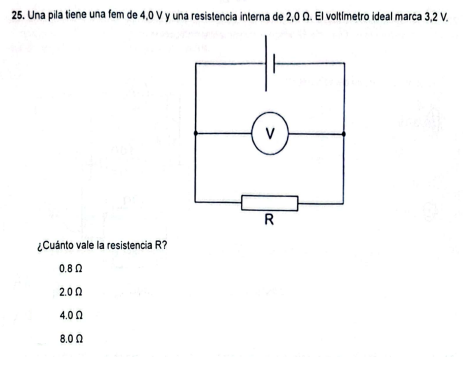 25. Una pila tiene una fem de 4,0 V y una resistencia interna de 2,0 Ω. El voltímetro ideal marca 3,2 V.
V
R
¿Cuánto vale la resistencia R?
0.8 Ω
2.0 Ω
4.0 Ω
8.0 Ω